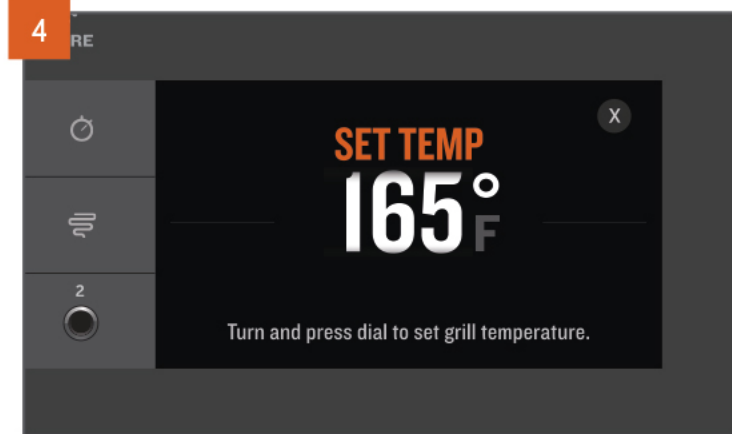 4
RE
X
SET TEMP
165°F
2
Turn and press dial to set grill temperature.